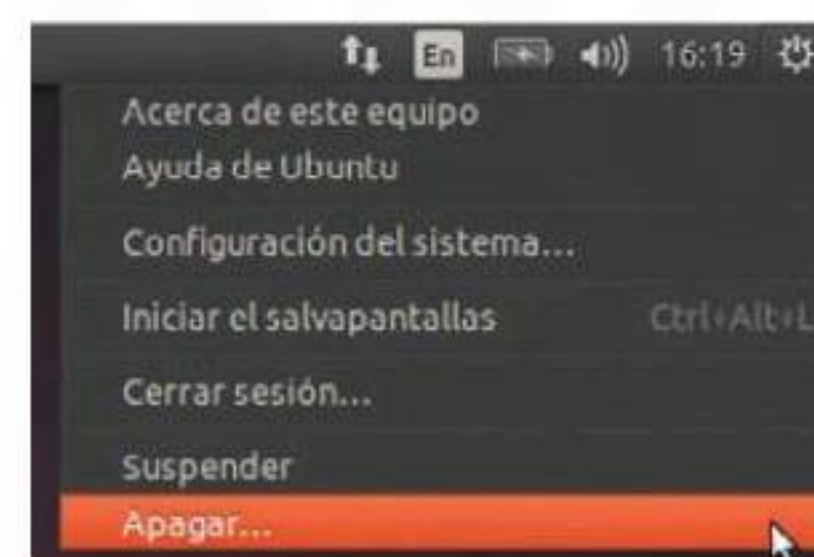 En 16:19
Acerca de este equipo
Ayuda de Ubuntu
Configuración del sistema...
Iniciar el salvapantallas Ctrl+Alt+L
Cerrar sesión...
Suspender
Apagar...